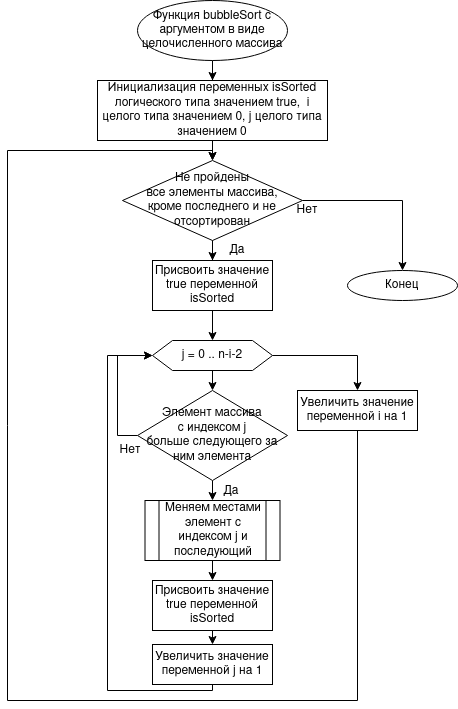 Функция bubbleSort с
аргументом в виде
целочисленного массива
Инициализация переменных isSorted
логического типа значением true,  i
целого типа значением 0, j целого типа
значением 0
Не пройдены
все элементы массива,
кроме последнего и не
отсортирован
Нет
Да
Конец
Присвоить значение
true переменной
isSorted
j = 0 .. n-i-2
Увеличить значение
переменной i на 1
Элемент массива
с индексом j
больше следующего за
ним элемента
Нет
Да
Меняем местами
элемент с
индексом j и
последующий
Присвоить значение
true переменной
isSorted
Увеличить значение
переменной j на 1